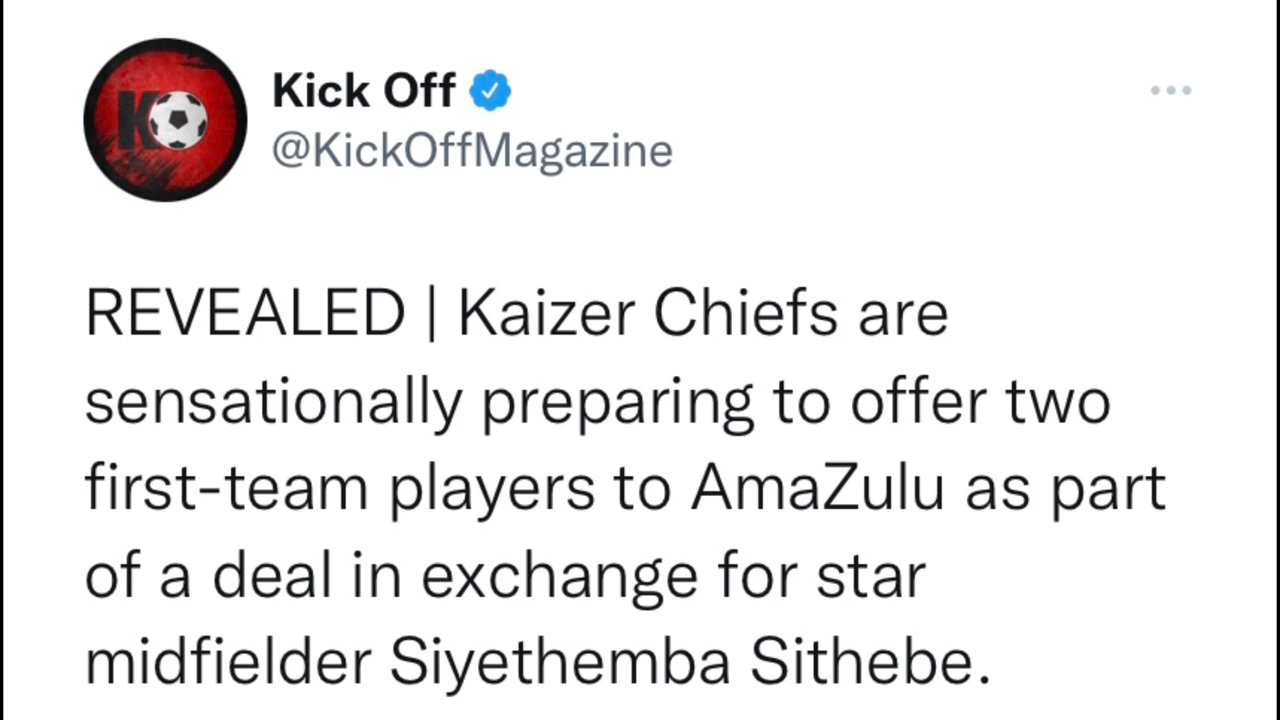 Kick Off
@KickOffMagazine
KO
REVEALED | Kaizer Chiefs are
sensationally preparing to offer two
first-team players to AmaZulu as part
of a deal in exchange for star
midfielder Siyethemba Sithebe.